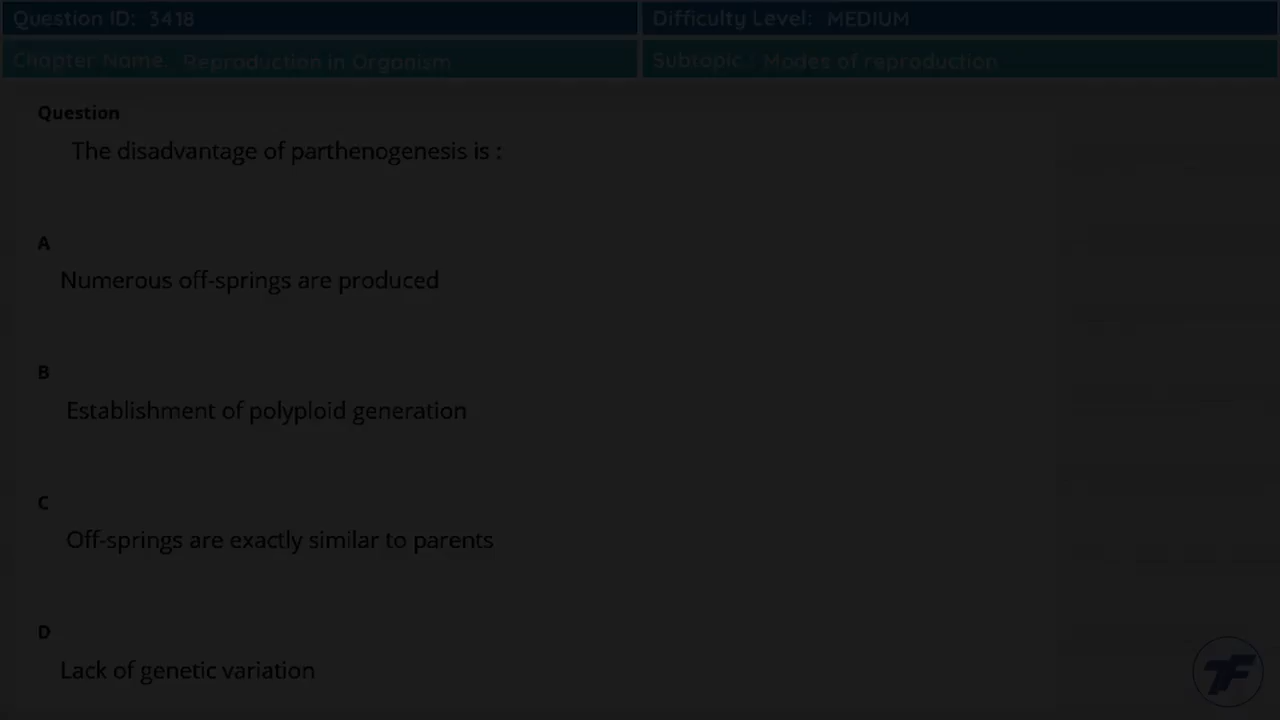 Question ID: 3418
Difficulty Level: MEDIUM
Chapter Name: Reproduction in Organism
Subtopic : Modes of reproduction
Question
The disadvantage of parthenogenesis is :
A
Numerous off-springs are produced
B
Establishment of polyploid generation
C
Off-springs are exactly similar to parents
D
Lack of genetic variation